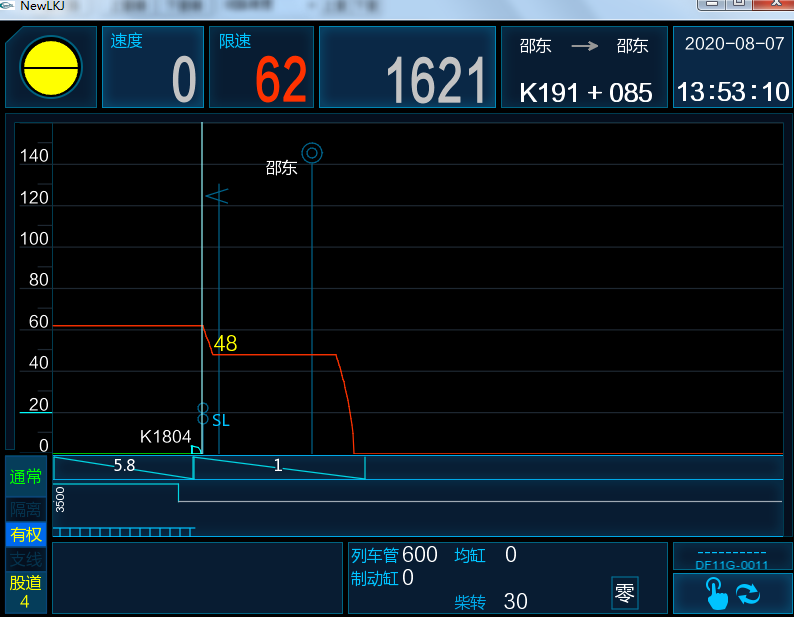 NewLKJ
速度
0
限速
62
1621
邵东 → 邵东
K191 + 085
2020-08-07
13:53:10
140
120
100
80
60
40
20
0
邵东
48
SL
K1804
5.8
1
3500
通常
隔离
有权
支线
股道
4
列车管 600 均缸 0
制动缸 0
柴转 30
零
----------
DF11G-0011